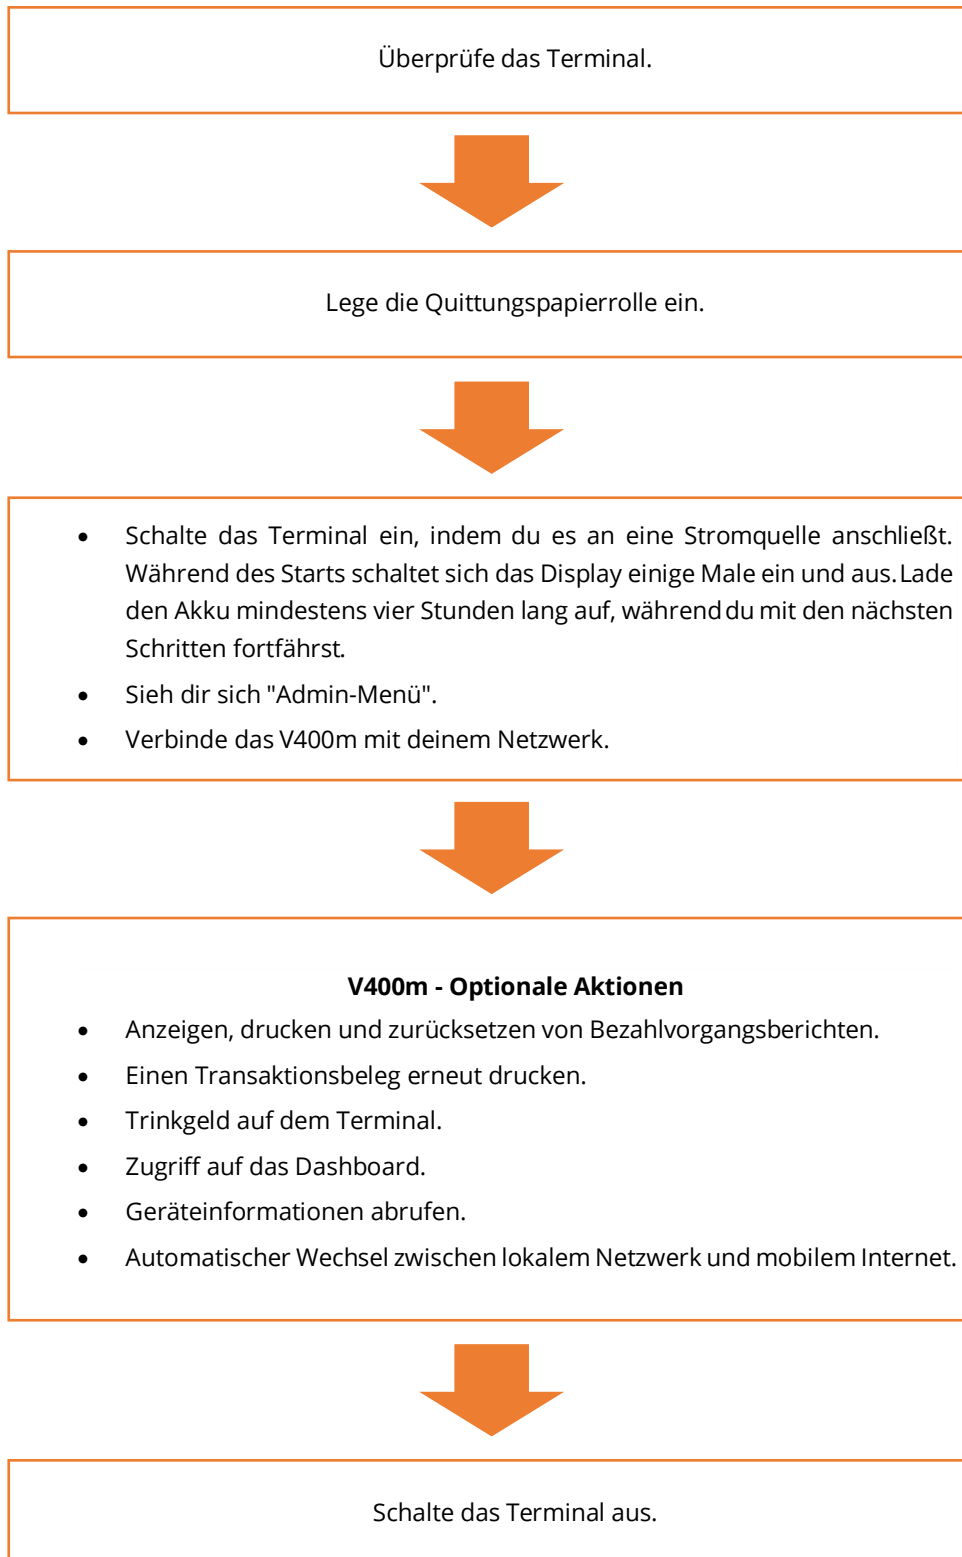 Überprüfe das Terminal.
Lege die Quittungspapierrolle ein.
• Schalte das Terminal ein, indem du es an eine Stromquelle anschließt.
Während des Starts schaltet sich das Display einige Male ein und aus. Lade
den Akku mindestens vier Stunden lang auf, während du mit den nächsten
Schritten fortfährst.
• Sieh dir sich "Admin-Menü".
• Verbinde das V400m mit deinem Netzwerk.
V400m - Optionale Aktionen
• Anzeigen, drucken und zurücksetzen von Bezahlvorgangsberichten.
• Einen Transaktionsbeleg erneut drucken.
• Trinkgeld auf dem Terminal.
• Zugriff auf das Dashboard.
• Geräteinformationen abrufen.
• Automatischer Wechsel zwischen lokalem Netzwerk und mobilem Internet.
Schalte das Terminal aus.